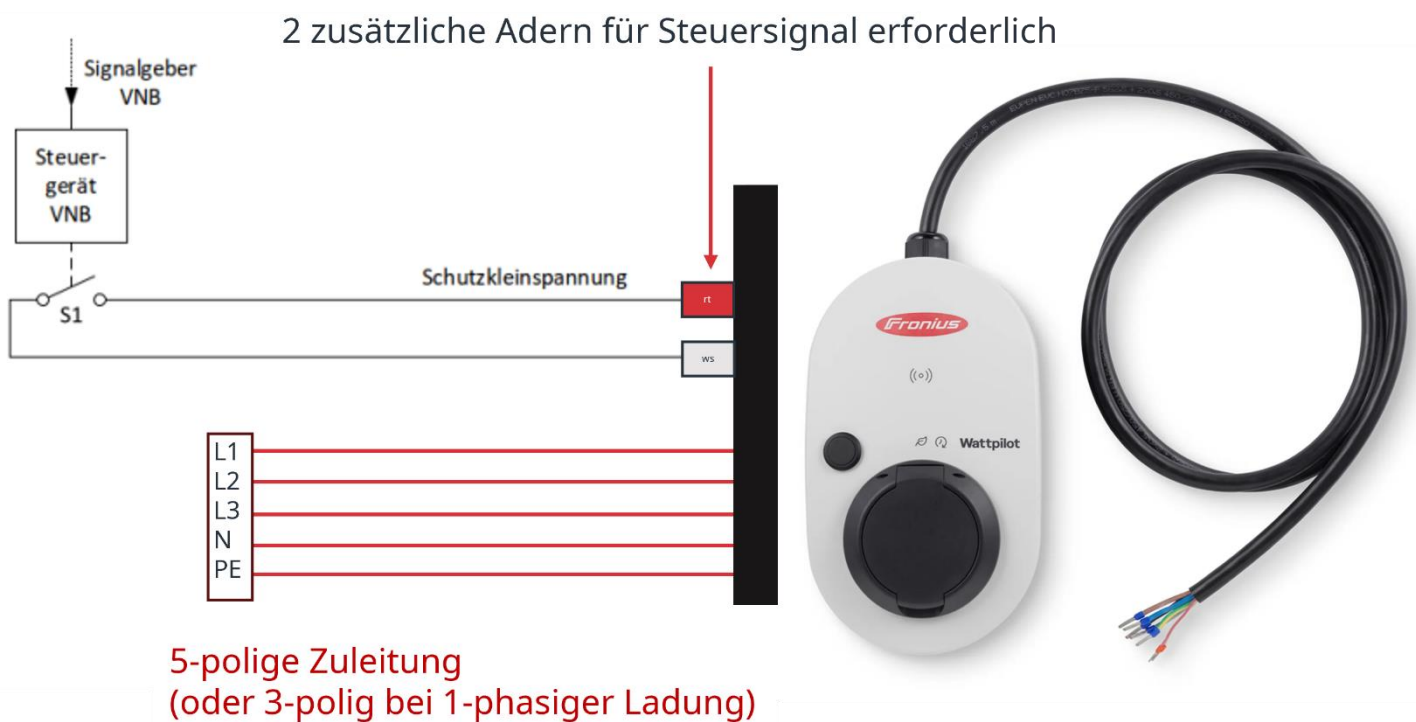 2 zusätzliche Adern für Steuersignal erforderlich
Signalgeber
VNB
Steuer-
gerät
VNB
S1
Schutzkleinspannung
rt
ws
L1
L2
L3
N
PE
5-polige Zuleitung
(oder 3-polig bei 1-phasiger Ladung)
Fronius
Wattpilot